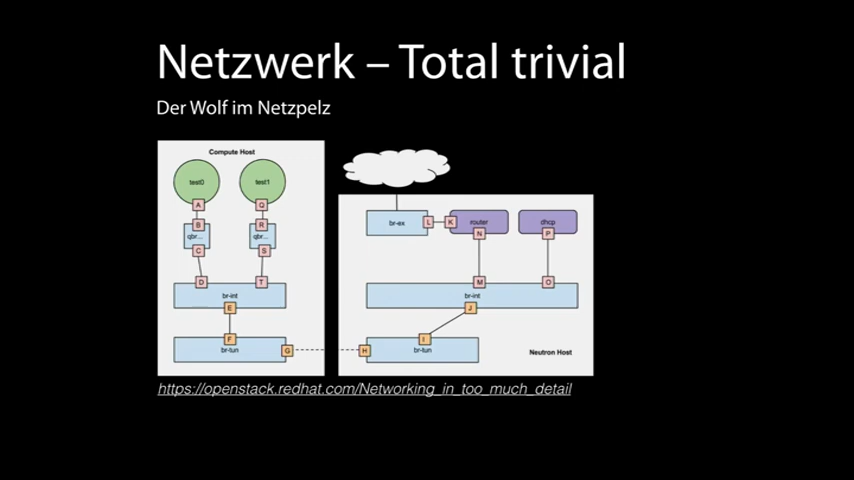 Netzwerk – Total trivial
Der Wolf im Netzpelz
Compute Host
test0
test1
A
Q
B
R
qbr...
qbr...
C
S
D
T
br-int
E
F
br-tun
G
br-ex
L
K
router
dhcp
N
P
M
O
br-int
J
I
H
br-tun
Neutron Host
https://openstack.redhat.com/Networking_in_too_much_detail